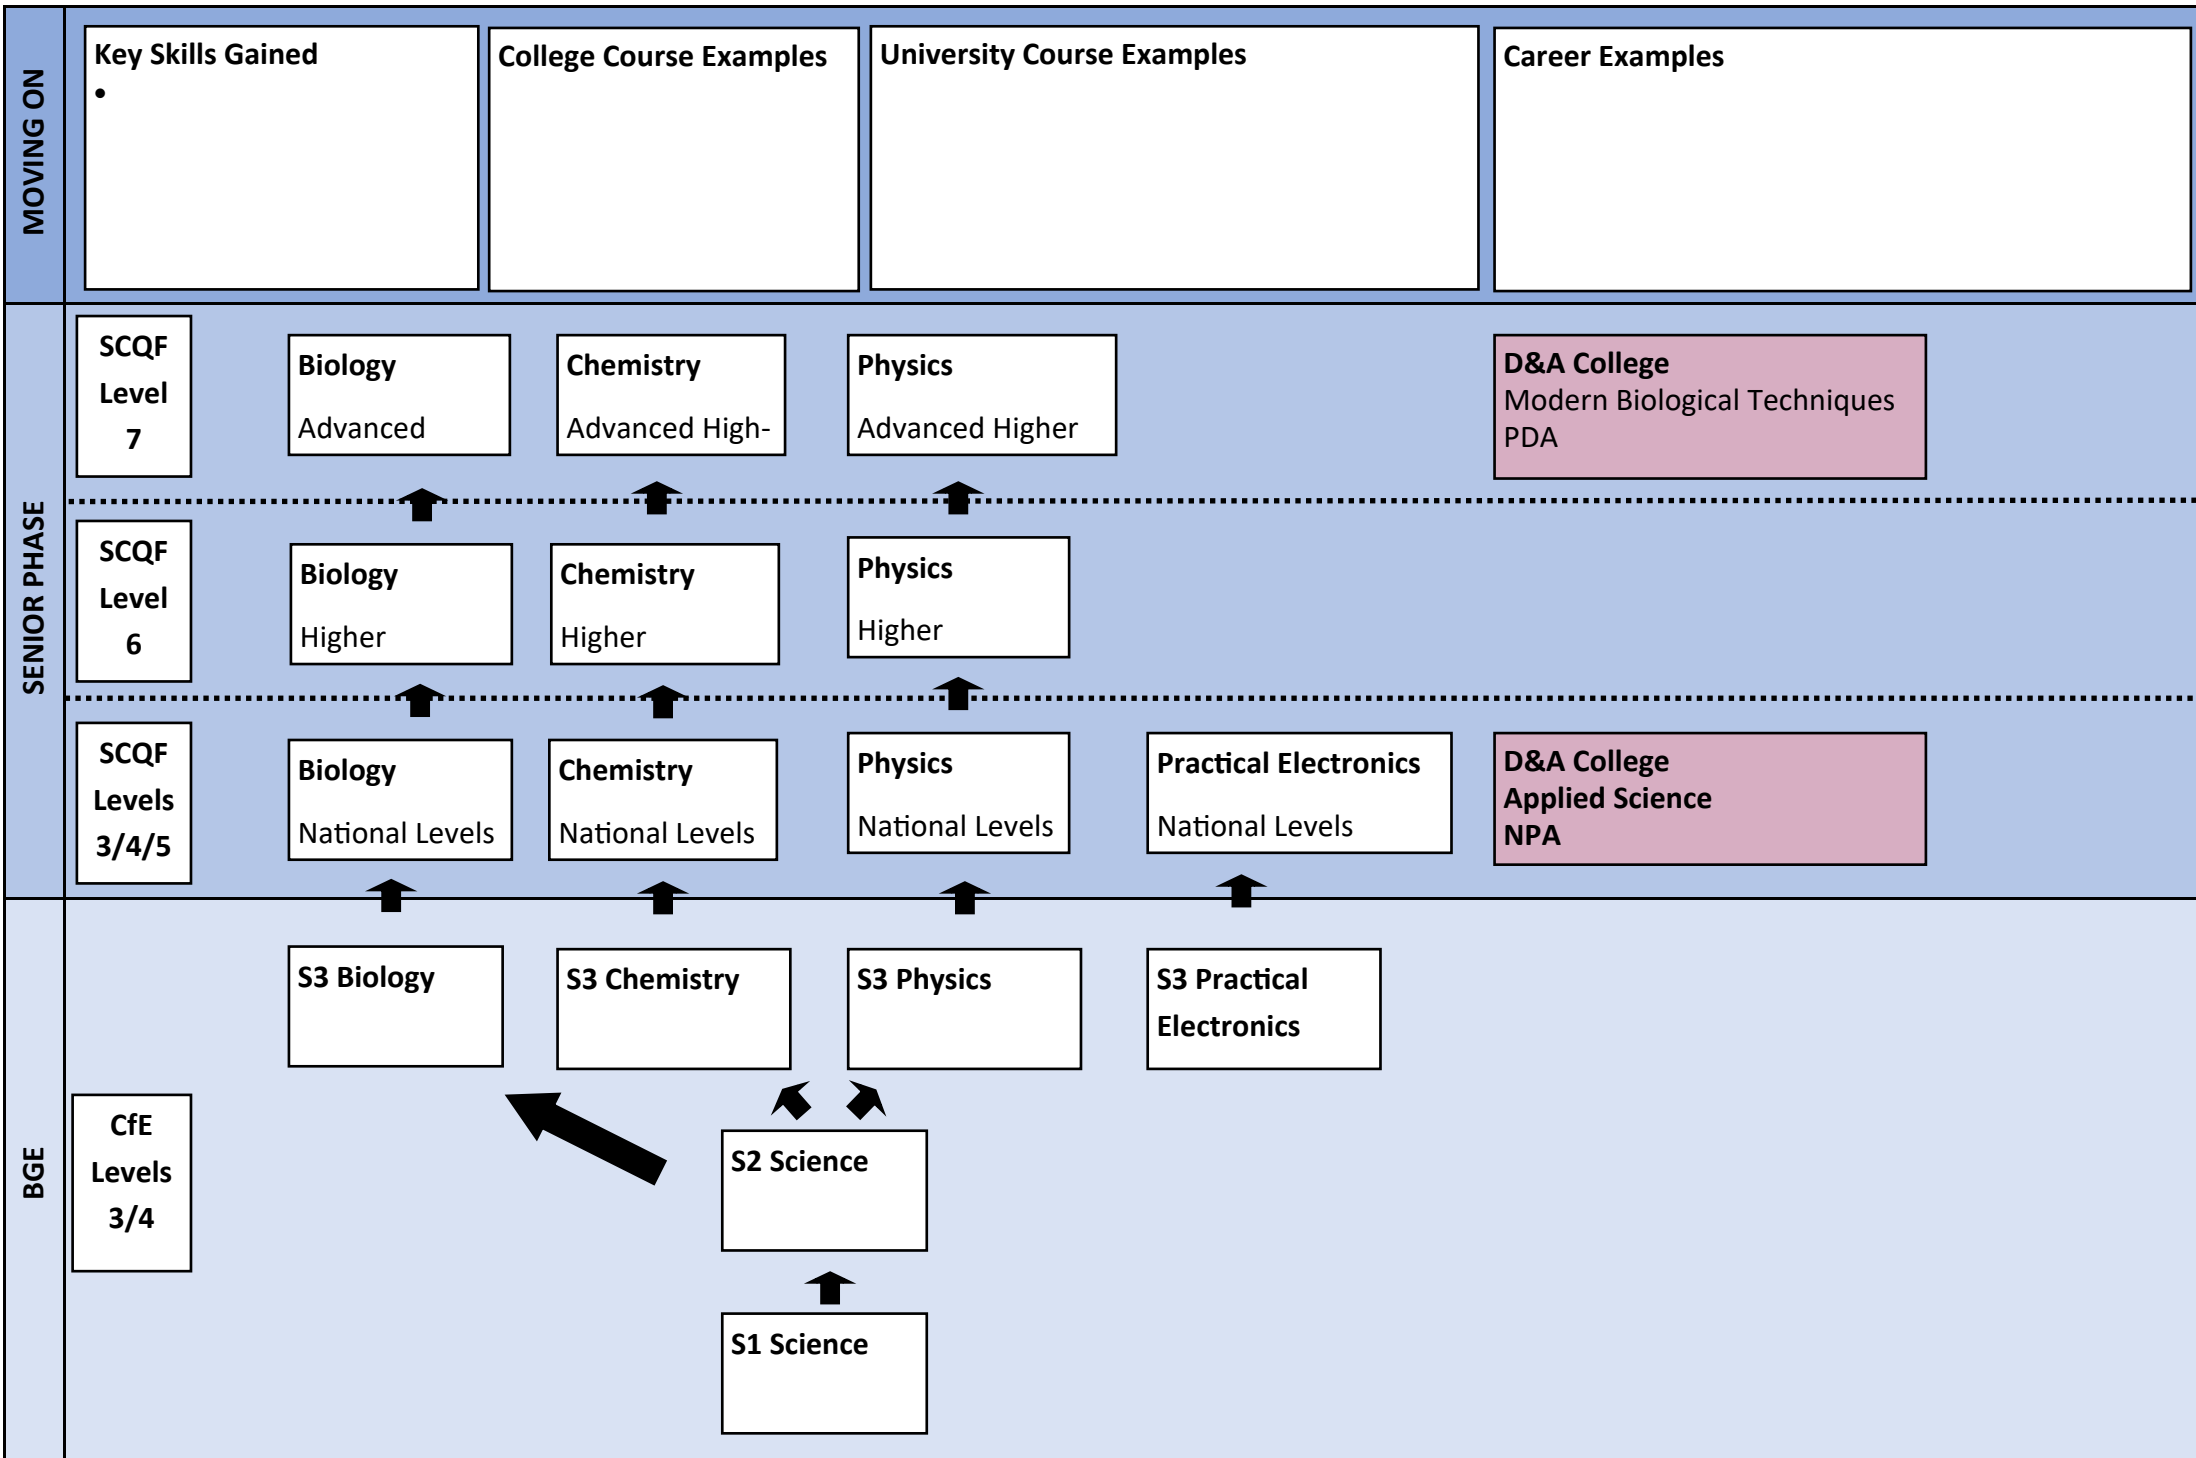 MOVING ON
Key Skills Gained
•
College Course Examples
University Course Examples
Career Examples
SENIOR PHASE
SCQF
Level
7
Biology
Advanced
Chemistry
Advanced High-
Physics
Advanced Higher
D&A College
Modern Biological Techniques
PDA
SCQF
Level
6
Biology
Higher
Chemistry
Higher
Physics
Higher
SCQF
Levels
3/4/5
Biology
National Levels
Chemistry
National Levels
Physics
National Levels
Practical Electronics
National Levels
D&A College
Applied Science
NPA
BGE
CfE
Levels
3/4
S3 Biology
S3 Chemistry
S3 Physics
S3 Practical
Electronics
S2 Science
S1 Science